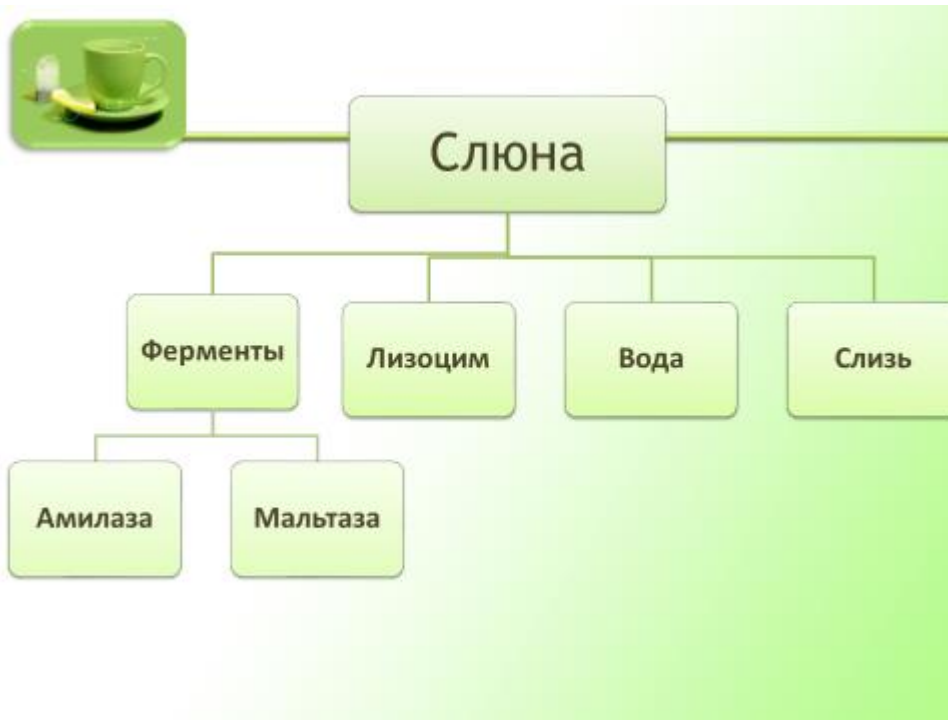 Слюна
Ферменты
Лизоцим
Вода
Слизь
Амилаза
Мальтаза